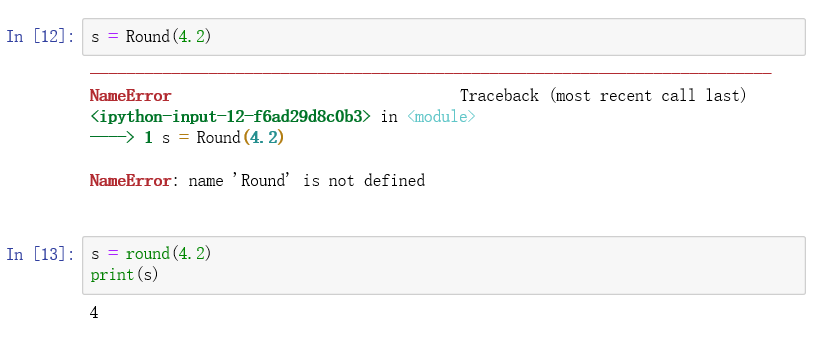 In [12]: s = Round(4.2)
NameError Traceback (most recent call last)
<ipython-input-12-f6ad29d8c0b3> in <module>
----> 1 s = Round(4.2)
NameError: name 'Round' is not defined
In [13]: s = round(4.2)
print(s)
4